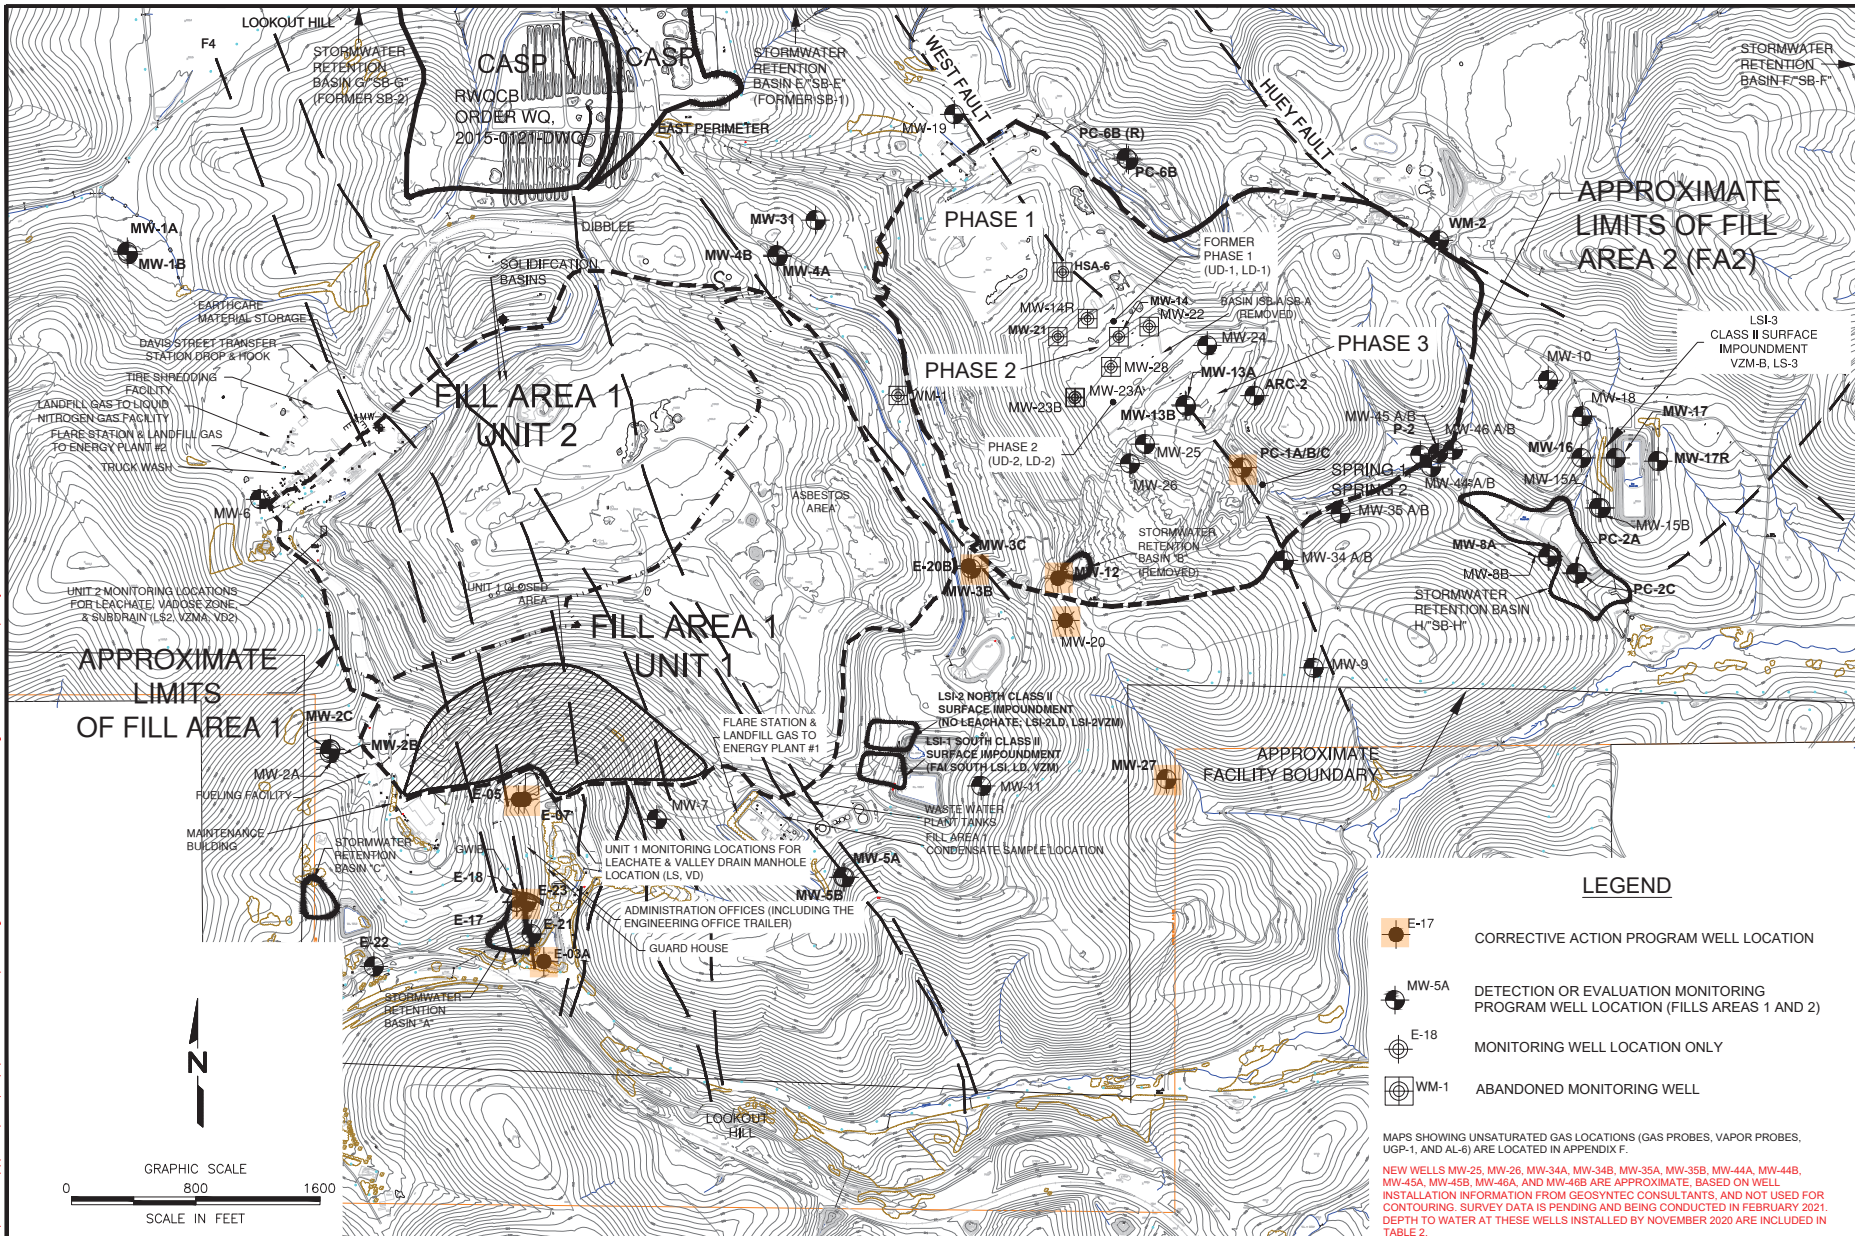 LOOKOUT HILL
F4
STORMWATER
RETENTION
BASIN G/"SB-G"
(FORMER SB-2)
CASP
CASP
RWQCB
ORDER WQ,
2015-0121-DWQ
STORMWATER
RETENTION
BASIN E/"SB-E"
(FORMER SB-1)
EAST PERIMETER
WEST FAULT
HUEY FAULT
STORMWATER
RETENTION
BASIN F/"SB-F"
MW-19
PC-6B (R)
PC-6B
APPROXIMATE
LIMITS OF FILL
AREA 2 (FA2)
WM-2
MW-1A
MW-1B
DIBBLEE
MW-31
MW-4B
MW-4A
PHASE 1
FORMER
PHASE 1
(UD-1, LD-1)
HSA-6
SOLIDIFCATION
BASINS
EARTHCARE
MATERIAL STORAGE
MW-14R
MW-14
MW-22
BASIN ISB-A/SB-A
(REMOVED)
MW-21
MW-24
PHASE 3
LSI-3
CLASS II SURFACE
IMPOUNDMENT
VZM-B, LS-3
DAVIS STREET TRANSFER
STATION DROP & HOOK
TIRE SHREDDING
FACILITY
LANDFILL GAS TO LIQUID
NITROGEN GAS FACILITY
FLARE STATION & LANDFILL GAS
TO ENERGY PLANT #2
TRUCK WASH
MW-6
FILL AREA 1
UNIT 2
PHASE 2
MW-28
MW-13A
ARC-2
MW-10
WM-1
MW-23A
MW-23B
MW-13B
MW-18
MW-17
MW-45 A/B
P-2
MW-46 A/B
PHASE 2
(UD-2, LD-2)
MW-25
MW-26
PC-1A/B/C
SPRING 1
SPRING 2
MW-16
MW-17R
MW-44 A/B
MW-15A
MW-15B
MW-35 A/B
ASBESTOS
AREA
STORMWATER
RETENTION
BASIN "B"
(REMOVED)
MW-3C
E-20B
MW-3B
MW-12
MW-34 A/B
MW-8A
MW-8B
PC-2A
PC-2C
STORMWATER
RETENTION BASIN
H/"SB-H"
UNIT 2 MONITORING LOCATIONS
FOR LEACHATE, VADOSE ZONE,
& SUBDRAIN (LS2, VZMA, VD2)
UNIT 1 CLOSED
AREA
FILL AREA 1
UNIT 1
MW-20
MW-9
APPROXIMATE
LIMITS
OF FILL AREA 1
MW-2C
MW-2B
MW-2A
FUELING FACILITY
MAINTENANCE
BUILDING
STORMWATER
RETENTION
BASIN "C"
FLARE STATION &
LANDFILL GAS TO
ENERGY PLANT #1
LSI-2 NORTH CLASS II
SURFACE IMPOUNDMENT
(NO LEACHATE; LSI-2LD, LSI-2VZM)
LSI-1 SOUTH CLASS II
SURFACE IMPOUNDMENT
(FAI SOUTH LSI, LD, VZM)
MW-11
MW-27
APPROXIMATE
FACILITY BOUNDARY
E-05
E-07
MW-7
WASTE WATER
PLANT TANKS
FILL AREA 1
CONDENSATE SAMPLE LOCATION
UNIT 1 MONITORING LOCATIONS FOR
LEACHATE & VALLEY DRAIN MANHOLE
LOCATION (LS, VD)
GWIB
E-18
E-23
E-17
E-21
E-22
E-03A
MW-5A
MW-5B
ADMINISTRATION OFFICES (INCLUDING THE
ENGINEERING OFFICE TRAILER)
GUARD HOUSE
STORMWATER
RETENTION
BASIN "A"
LOOKOUT
HILL
N
GRAPHIC SCALE
0 800 1600
SCALE IN FEET
LEGEND
E-17 CORRECTIVE ACTION PROGRAM WELL LOCATION
MW-5A DETECTION OR EVALUATION MONITORING
PROGRAM WELL LOCATION (FILLS AREAS 1 AND 2)
E-18 MONITORING WELL LOCATION ONLY
WM-1 ABANDONED MONITORING WELL
MAPS SHOWING UNSATURATED GAS LOCATIONS (GAS PROBES, VAPOR PROBES,
UGP-1, AND AL-6) ARE LOCATED IN APPENDIX F.
NEW WELLS MW-25, MW-26, MW-34A, MW-34B, MW-35A, MW-35B, MW-44A, MW-44B,
MW-45A, MW-45B, MW-46A, AND MW-46B ARE APPROXIMATE, BASED ON WELL
INSTALLATION INFORMATION FROM GEOSYNTEC CONSULTANTS, AND NOT USED FOR
CONTOURING. SURVEY DATA IS PENDING AND BEING CONDUCTED IN FEBRUARY 2021.
DEPTH TO WATER AT THESE WELLS INSTALLED BY NOVEMBER 2020 ARE INCLUDED IN
TABLE 2.